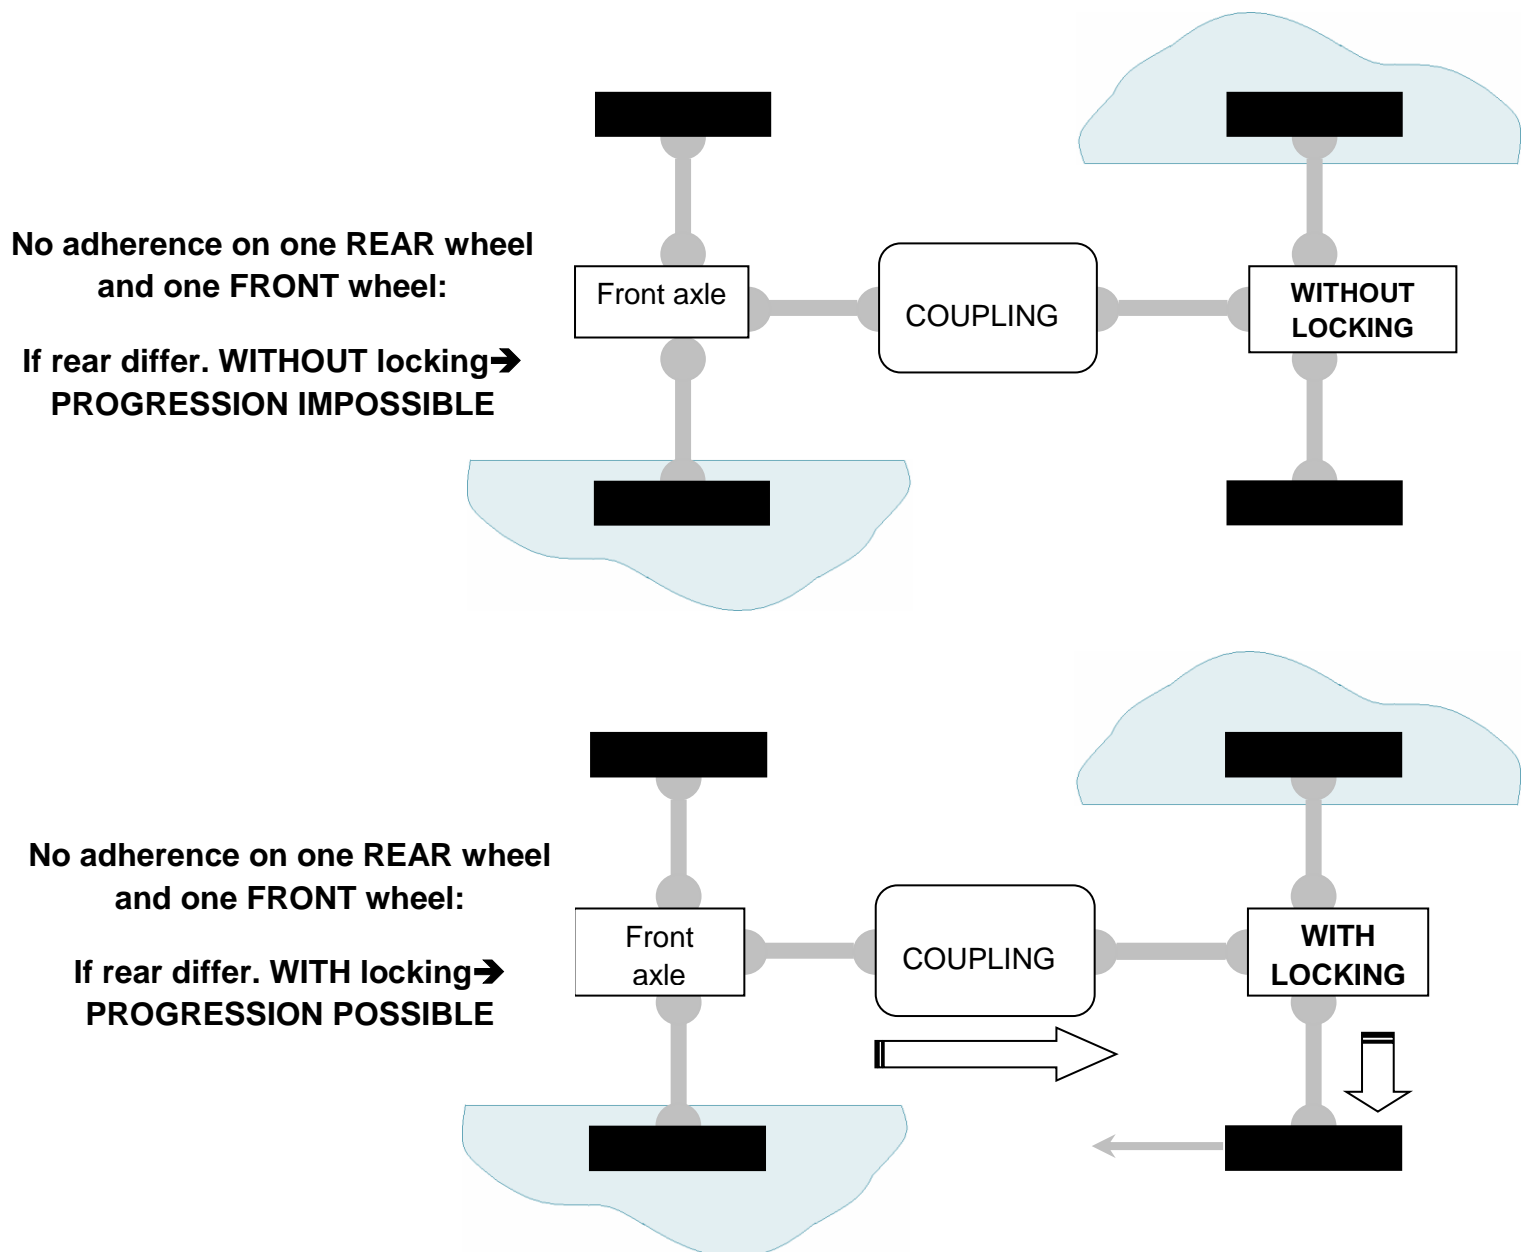 No adherence on one REAR wheel
and one FRONT wheel:
If rear differ. WITHOUT locking➔
PROGRESSION IMPOSSIBLE
Front axle
COUPLING
WITHOUT
LOCKING
No adherence on one REAR wheel
and one FRONT wheel:
If rear differ. WITH locking➔
PROGRESSION POSSIBLE
Front
axle
COUPLING
WITH
LOCKING